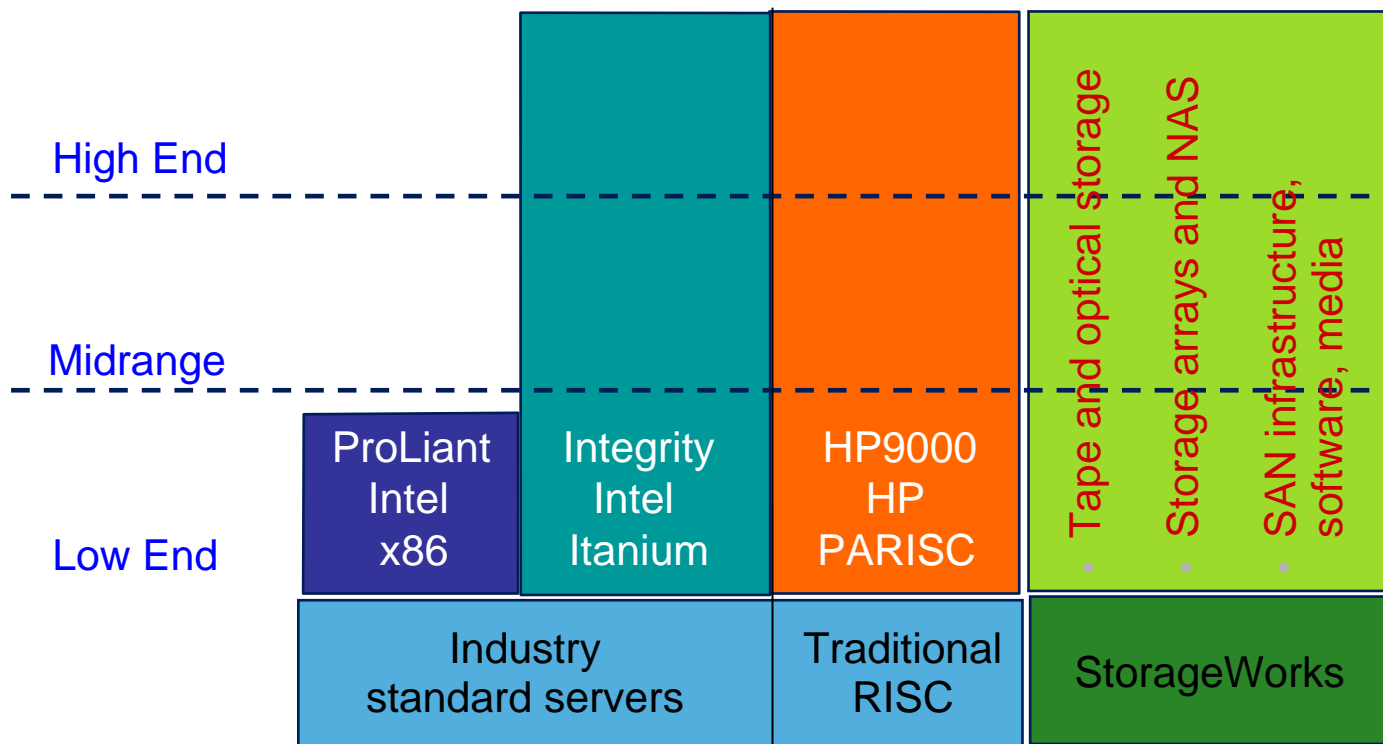 High End
Midrange
Low End
ProLiant
Intel
x86
Integrity
Intel
Itanium
HP9000
HP
PARISC
• Tape and optical storage
• Storage arrays and NAS
• SAN infrastructure,
software, media
Industry
standard servers
Traditional
RISC
StorageWorks